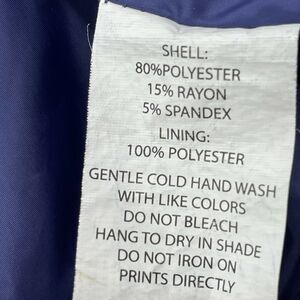 SHELL:
80%POLYESTER
15% RAYON
5% SPANDEX
LINING:
100% POLYESTER
GENTLE COLD HAND WASH
WITH LIKE COLORS
DO NOT BLEACH
HANG TO DRY IN SHADE
DO NOT IRON ON
PRINTS DIRECTLY